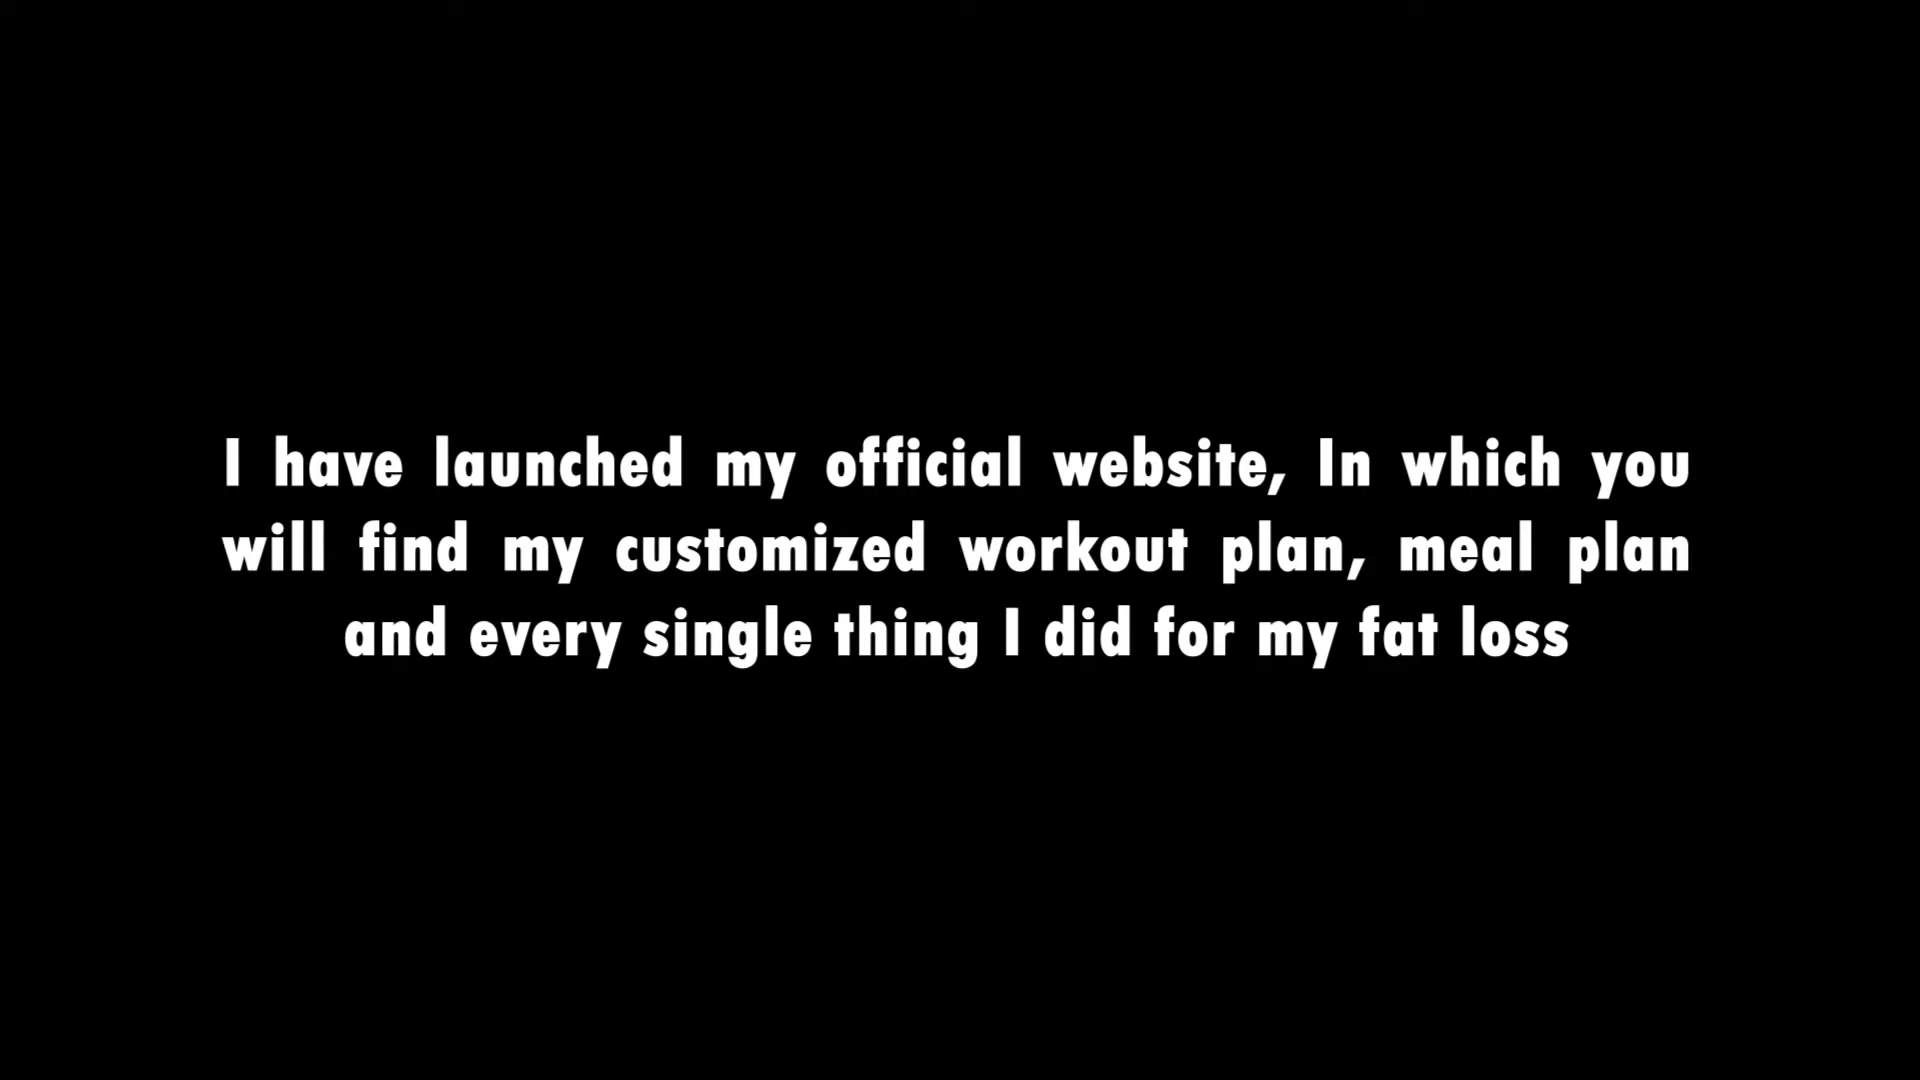 I have launched my official website, In which you
will find my customized workout plan, meal plan
and every single thing I did for my fat loss